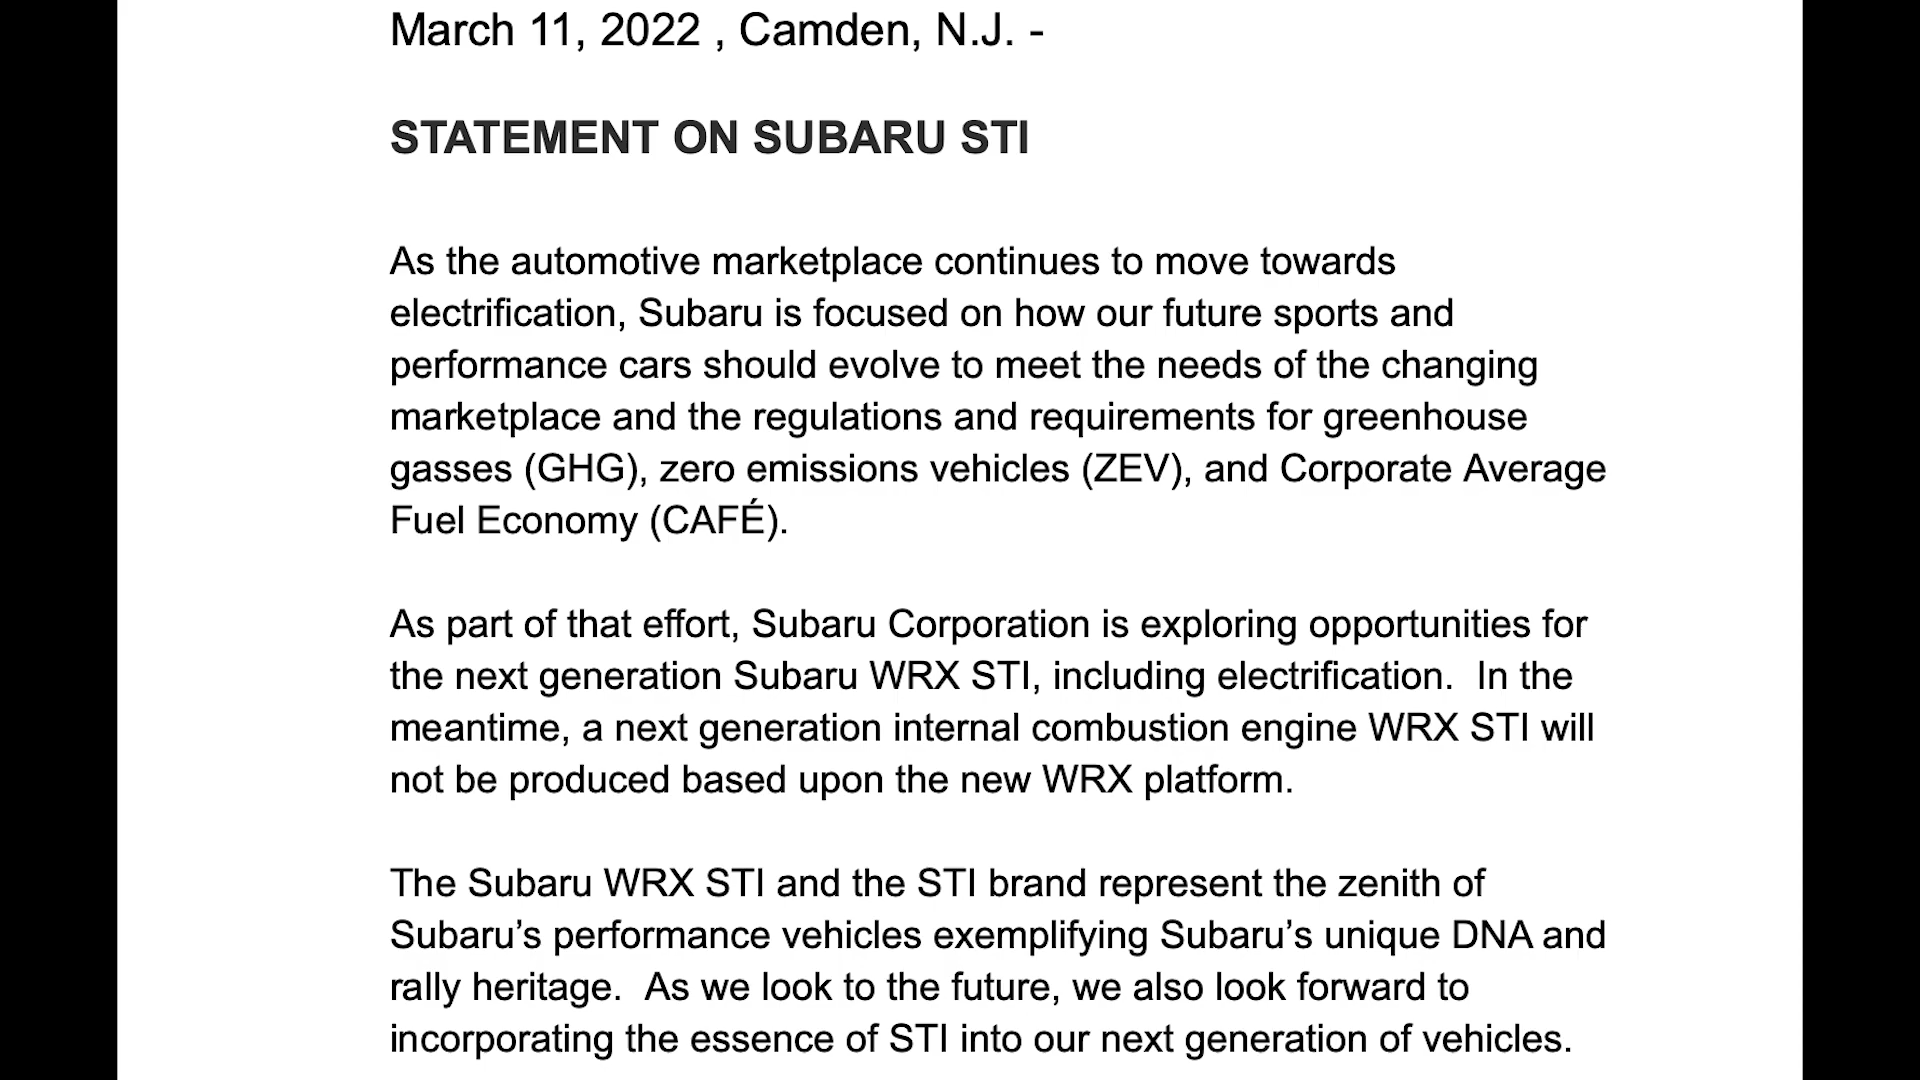 March 11, 2022 , Camden, N.J. -
STATEMENT ON SUBARU STI
As the automotive marketplace continues to move towards
electrification, Subaru is focused on how our future sports and
performance cars should evolve to meet the needs of the changing
marketplace and the regulations and requirements for greenhouse
gasses (GHG), zero emissions vehicles (ZEV), and Corporate Average
Fuel Economy (CAFÉ).
As part of that effort, Subaru Corporation is exploring opportunities for
the next generation Subaru WRX STI, including electrification.  In the
meantime, a next generation internal combustion engine WRX STI will
not be produced based upon the new WRX platform.
The Subaru WRX STI and the STI brand represent the zenith of
Subaru’s performance vehicles exemplifying Subaru’s unique DNA and
rally heritage.  As we look to the future, we also look forward to
incorporating the essence of STI into our next generation of vehicles.